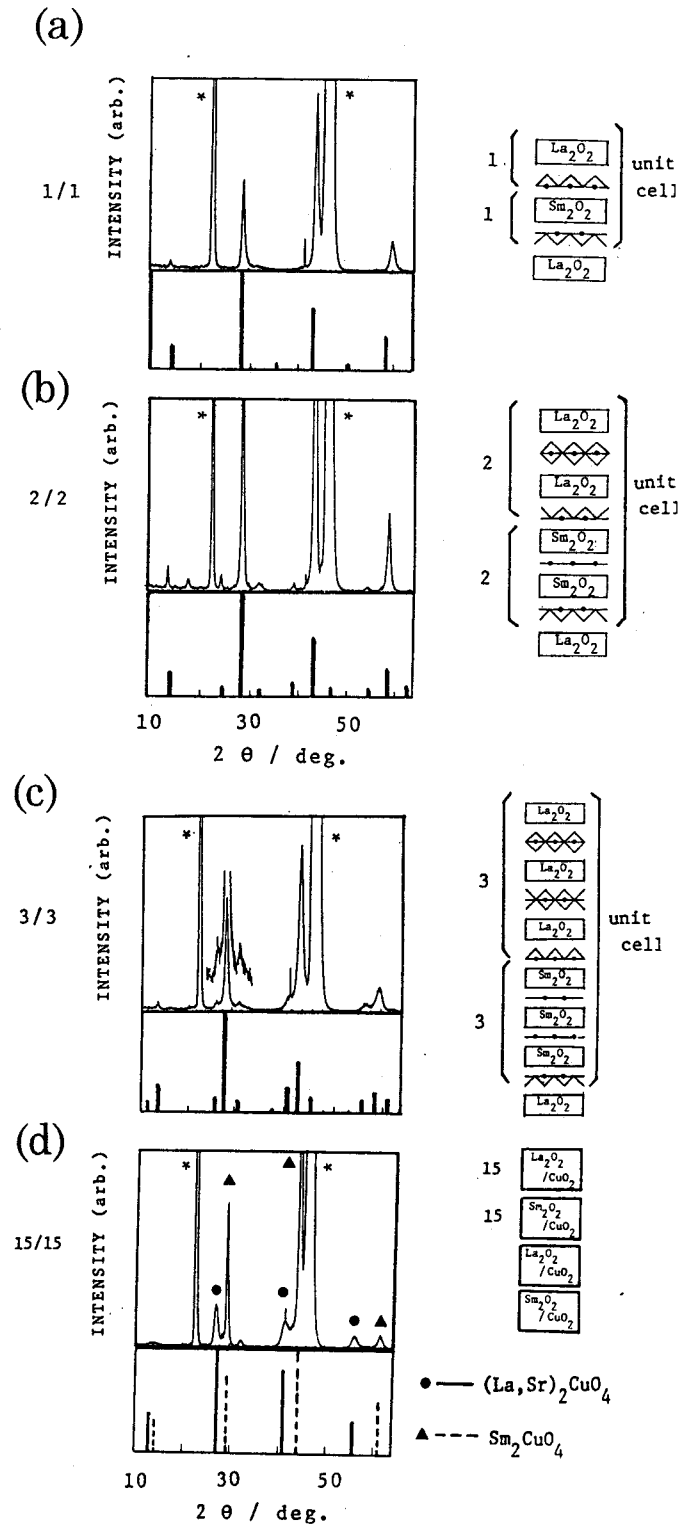 (a)
INTENSITY (arb.)
1/1
*
*
1
1
La2O2
Sm2O2
La2O2
unit
cell
(b)
INTENSITY (arb.)
2/2
*
*
10
30
50
2 θ / deg.
2
2
La2O2
La2O2
Sm2O2
Sm2O2
La2O2
unit
cell
(c)
INTENSITY (arb.)
3/3
*
*
3
3
La2O2
La2O2
La2O2
Sm2O2
Sm2O2
Sm2O2
La2O2
unit
cell
(d)
INTENSITY (arb.)
15/15
*
*
10
30
50
2 θ / deg.
15
La2O2
/CuO2
15
Sm2O2
/CuO2
La2O2
/CuO2
Sm2O2
/CuO2
(La,Sr)2CuO4
Sm2CuO4